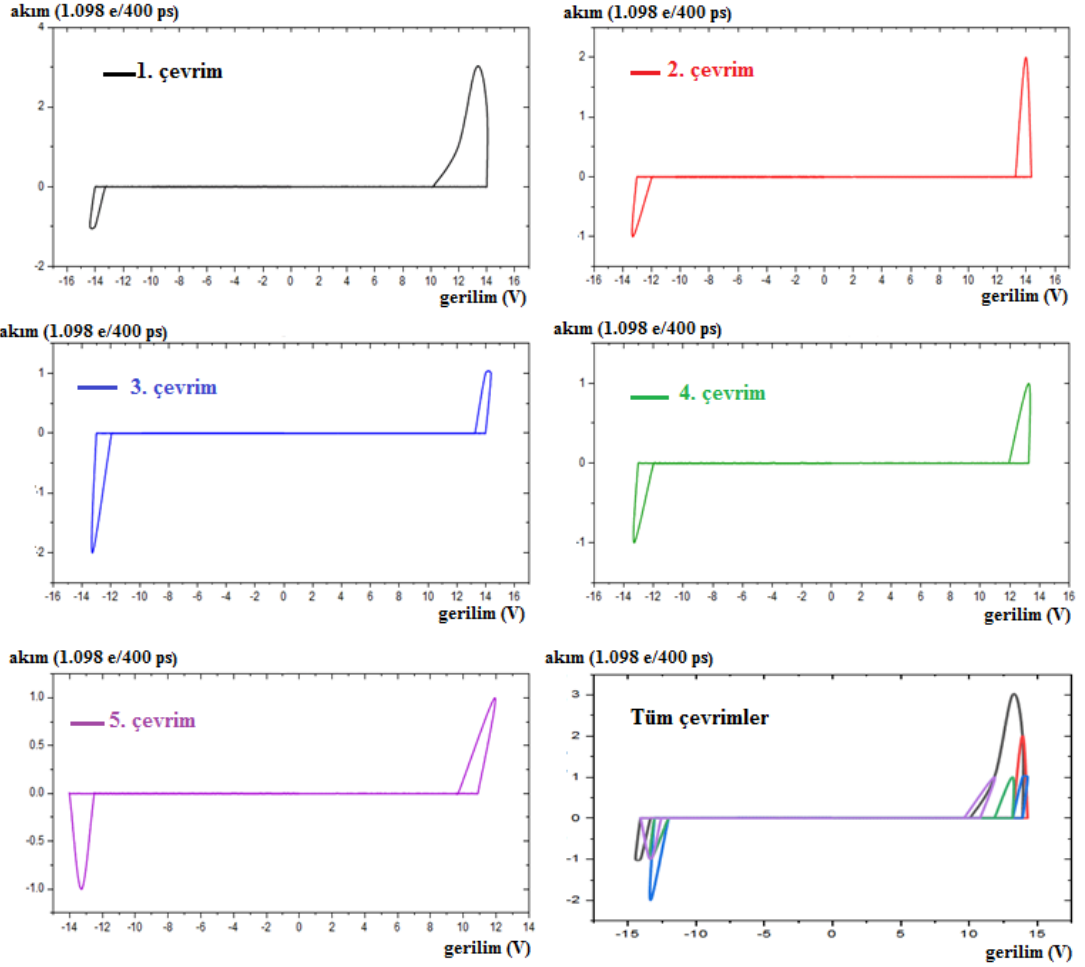 akım (1.098 e/400 ps)
4
2
0
-2
1. çevrim
-16 -14 -12 -10 -8 -6 -4 -2 0 2 4 6 8 10 12 14 16
gerilim (V)
akım (1.098 e/400 ps)
2
1
0
-1
2. çevrim
-16 -14 -12 -10 -8 -6 -4 -2 0 2 4 6 8 10 12 14 16
gerilim (V)
akım (1.098 e/400 ps)
1
0
-1
-2
3. çevrim
-16 -14 -12 -10 -8 -6 -4 -2 0 2 4 6 8 10 12 14 16
gerilim (V)
akım (1.098 e/400 ps)
1
0
-1
4. çevrim
-16 -14 -12 -10 -8 -6 -4 -2 0 2 4 6 8 10 12 14 16
gerilim (V)
akım (1.098 e/400 ps)
1.0
0.5
0.0
-0.5
-1.0
5. çevrim
-14 -12 -10 -8 -6 -4 -2 0 2 4 6 8 10 12 14
gerilim (V)
akım (1.098 e/400 ps)
3
2
1
0
-1
-2
Tüm çevrimler
-15 -10 -5 0 5 10 15
gerilim (V)